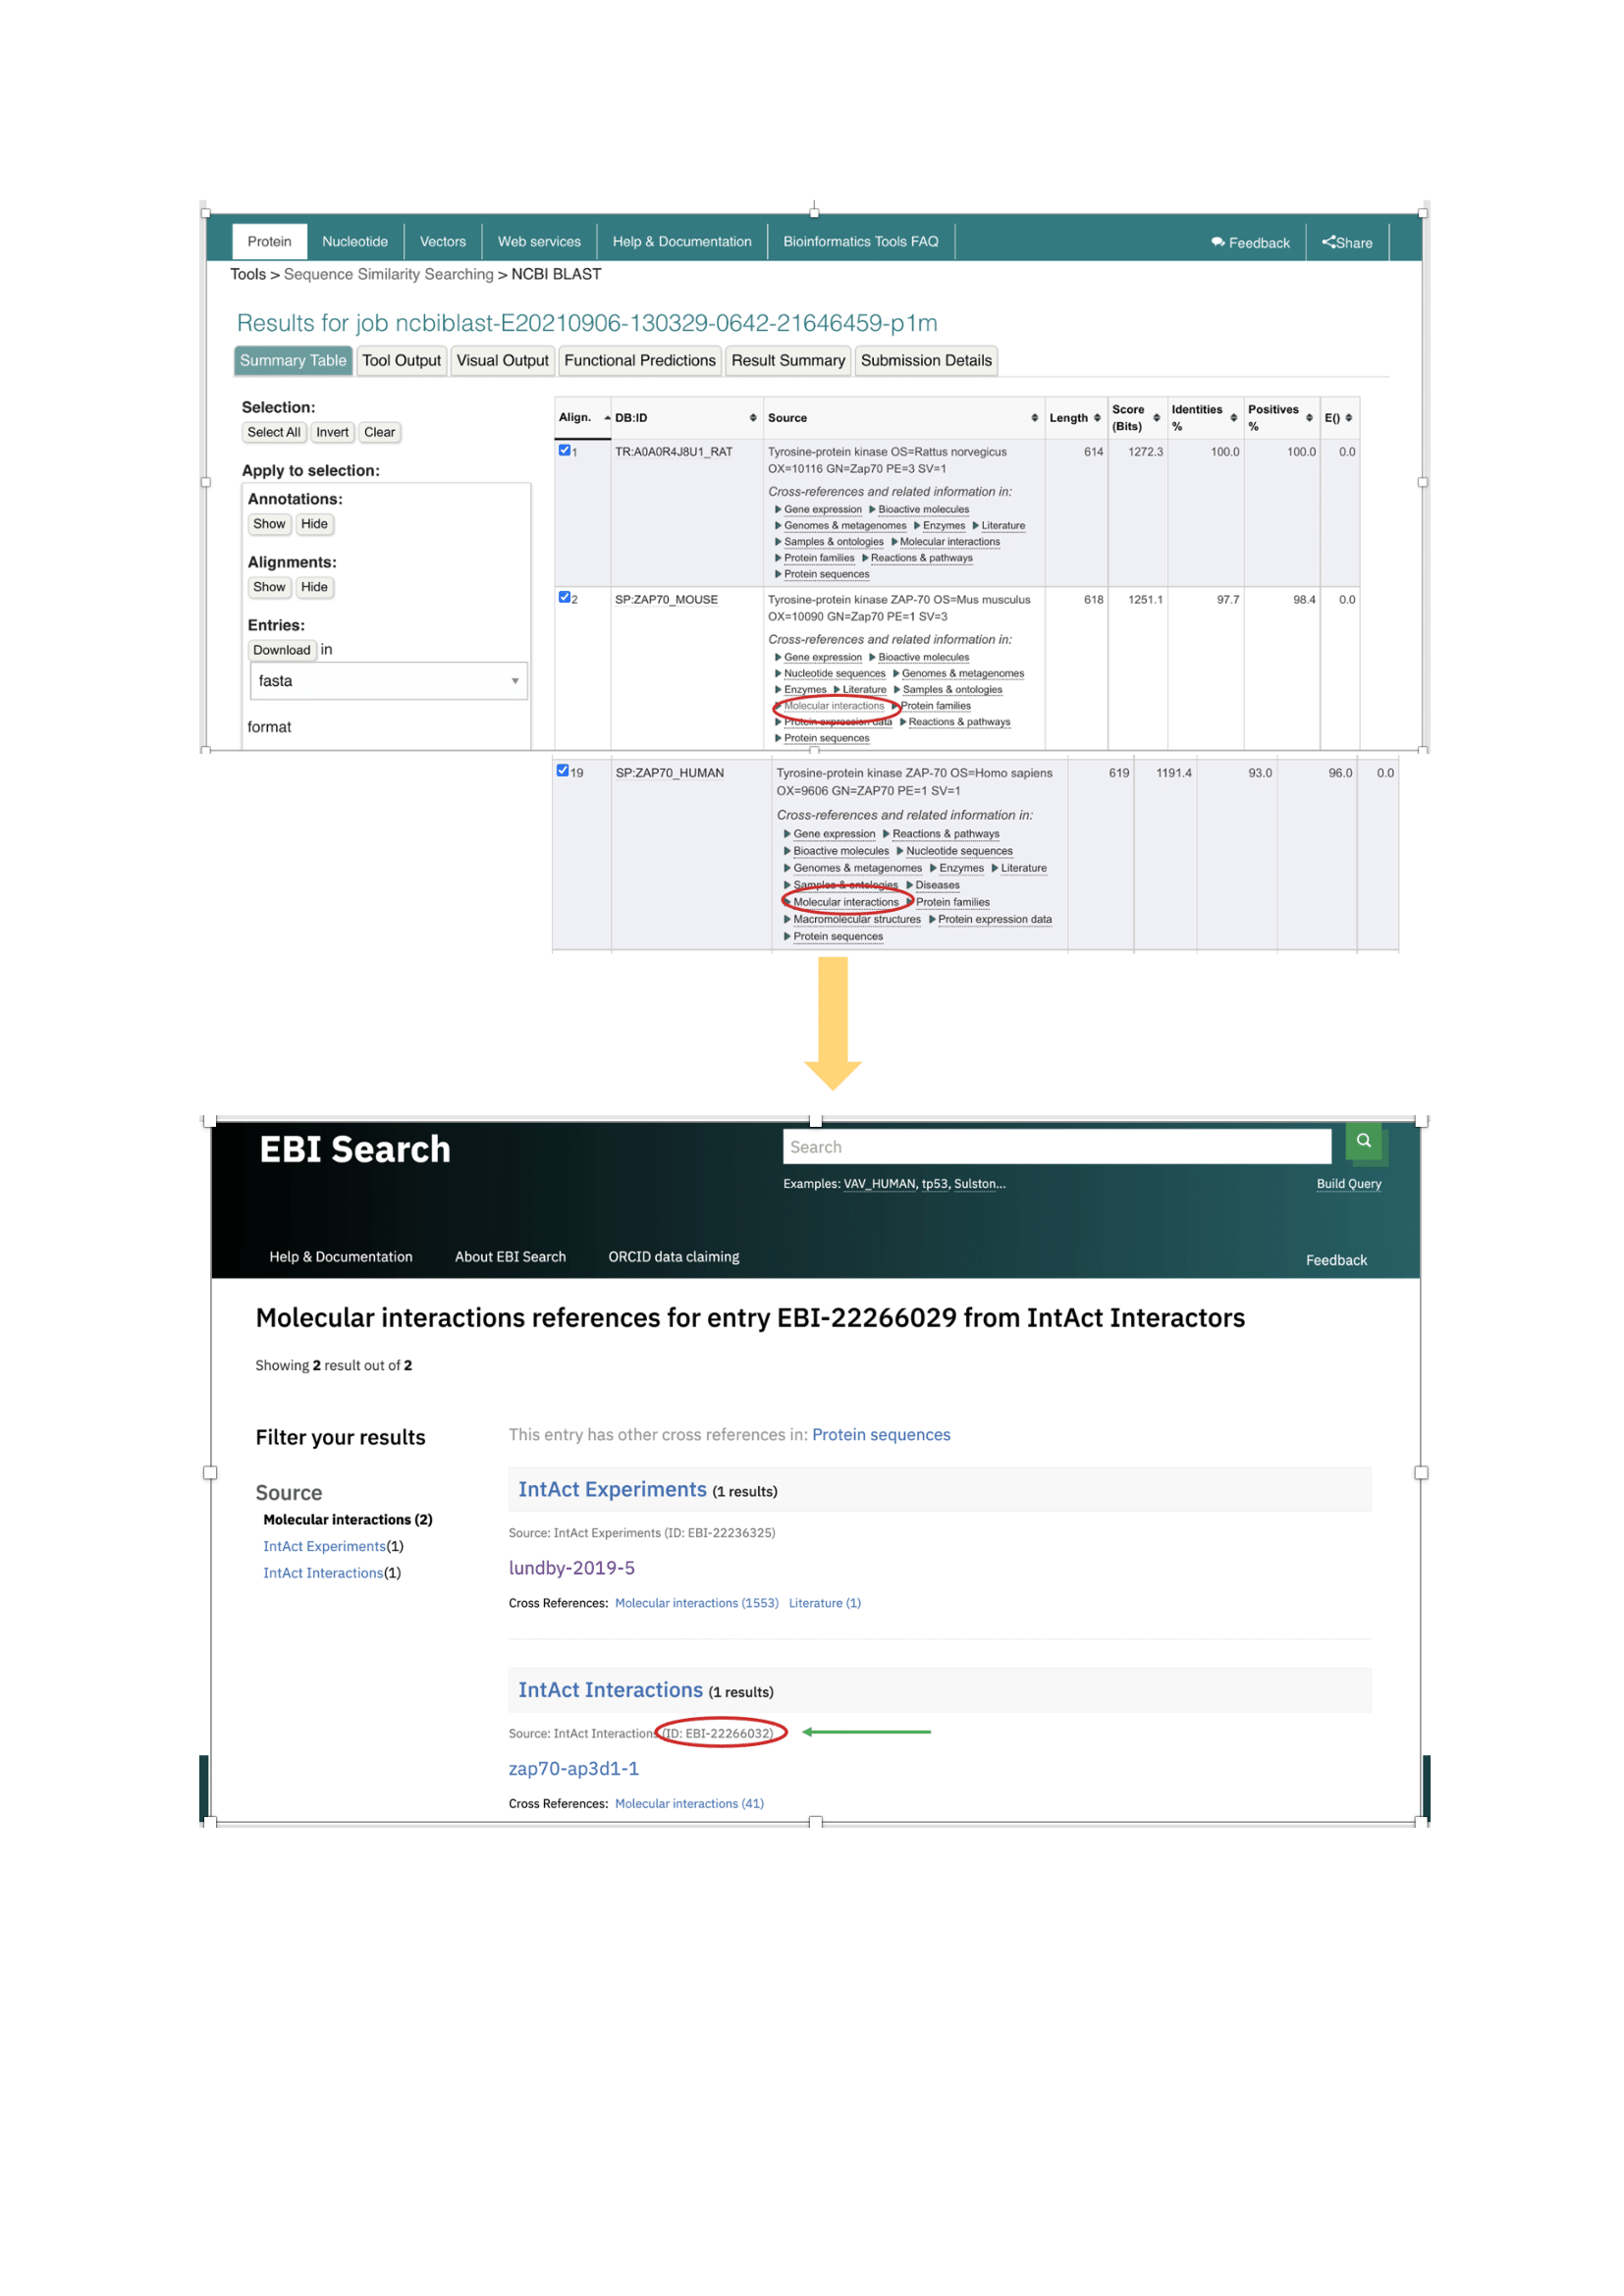 Protein Nucleotide Vectors Web services Help & Documentation Bioinformatics Tools FAQ Feedback Share
Tools > Sequence Similarity Searching > NCBI BLAST
Results for job ncbiblast-E20210906-130329-0642-21646459-p1m
Summary Table Tool Output Visual Output Functional Predictions Result Summary Submission Details
Selection:
Select All Invert Clear
Apply to selection:
Annotations:
Show Hide
Alignments:
Show Hide
Entries:
Download in
fasta
format
Align. DB:ID Source Length Score (Bits) Identities % Positives % E()
1 TR:A0A0R4J8U1_RAT Tyrosine-protein kinase OS=Rattus norvegicus 614 1272.3 100.0 100.0 0.0
OX=10116 GN=Zap70 PE=3 SV=1
Cross-references and related information in:
Gene expression Bioactive molecules
Genomes & metagenomes Enzymes Literature
Samples & ontologies Molecular interactions
Protein families Reactions & pathways
Protein sequences
2 SP:ZAP70_MOUSE Tyrosine-protein kinase ZAP-70 OS=Mus musculus 618 1251.1 97.7 98.4 0.0
OX=10090 GN=Zap70 PE=1 SV=3
Cross-references and related information in:
Gene expression Bioactive molecules
Nucleotide sequences Genomes & metagenomes
Enzymes Literature Samples & ontologies
Molecular interactions Protein families
Protein expression data Reactions & pathways
Protein sequences
19 SP:ZAP70_HUMAN Tyrosine-protein kinase ZAP-70 OS=Homo sapiens 619 1191.4 93.0 96.0 0.0
OX=9606 GN=ZAP70 PE=1 SV=1
Cross-references and related information in:
Gene expression Reactions & pathways
Bioactive molecules Nucleotide sequences
Genomes & metagenomes Enzymes Literature
Samples & ontologies Diseases
Molecular interactions Protein families
Macromolecular structures Protein expression data
Protein sequences
EBI Search
Search
Examples: VAV_HUMAN, tp53, Sulston... Build Query
Help & Documentation About EBI Search ORCID data claiming Feedback
Molecular interactions references for entry EBI-22266029 from IntAct Interactors
Showing 2 result out of 2
Filter your results
Source
Molecular interactions (2)
IntAct Experiments(1)
IntAct Interactions(1)
This entry has other cross references in: Protein sequences
IntAct Experiments (1 results)
Source: IntAct Experiments (ID: EBI-22236325)
lundby-2019-5
Cross References: Molecular interactions (1553) Literature (1)
IntAct Interactions (1 results)
Source: IntAct Interactions (ID: EBI-22266032)
zap70-ap3d1-1
Cross References: Molecular interactions (41)